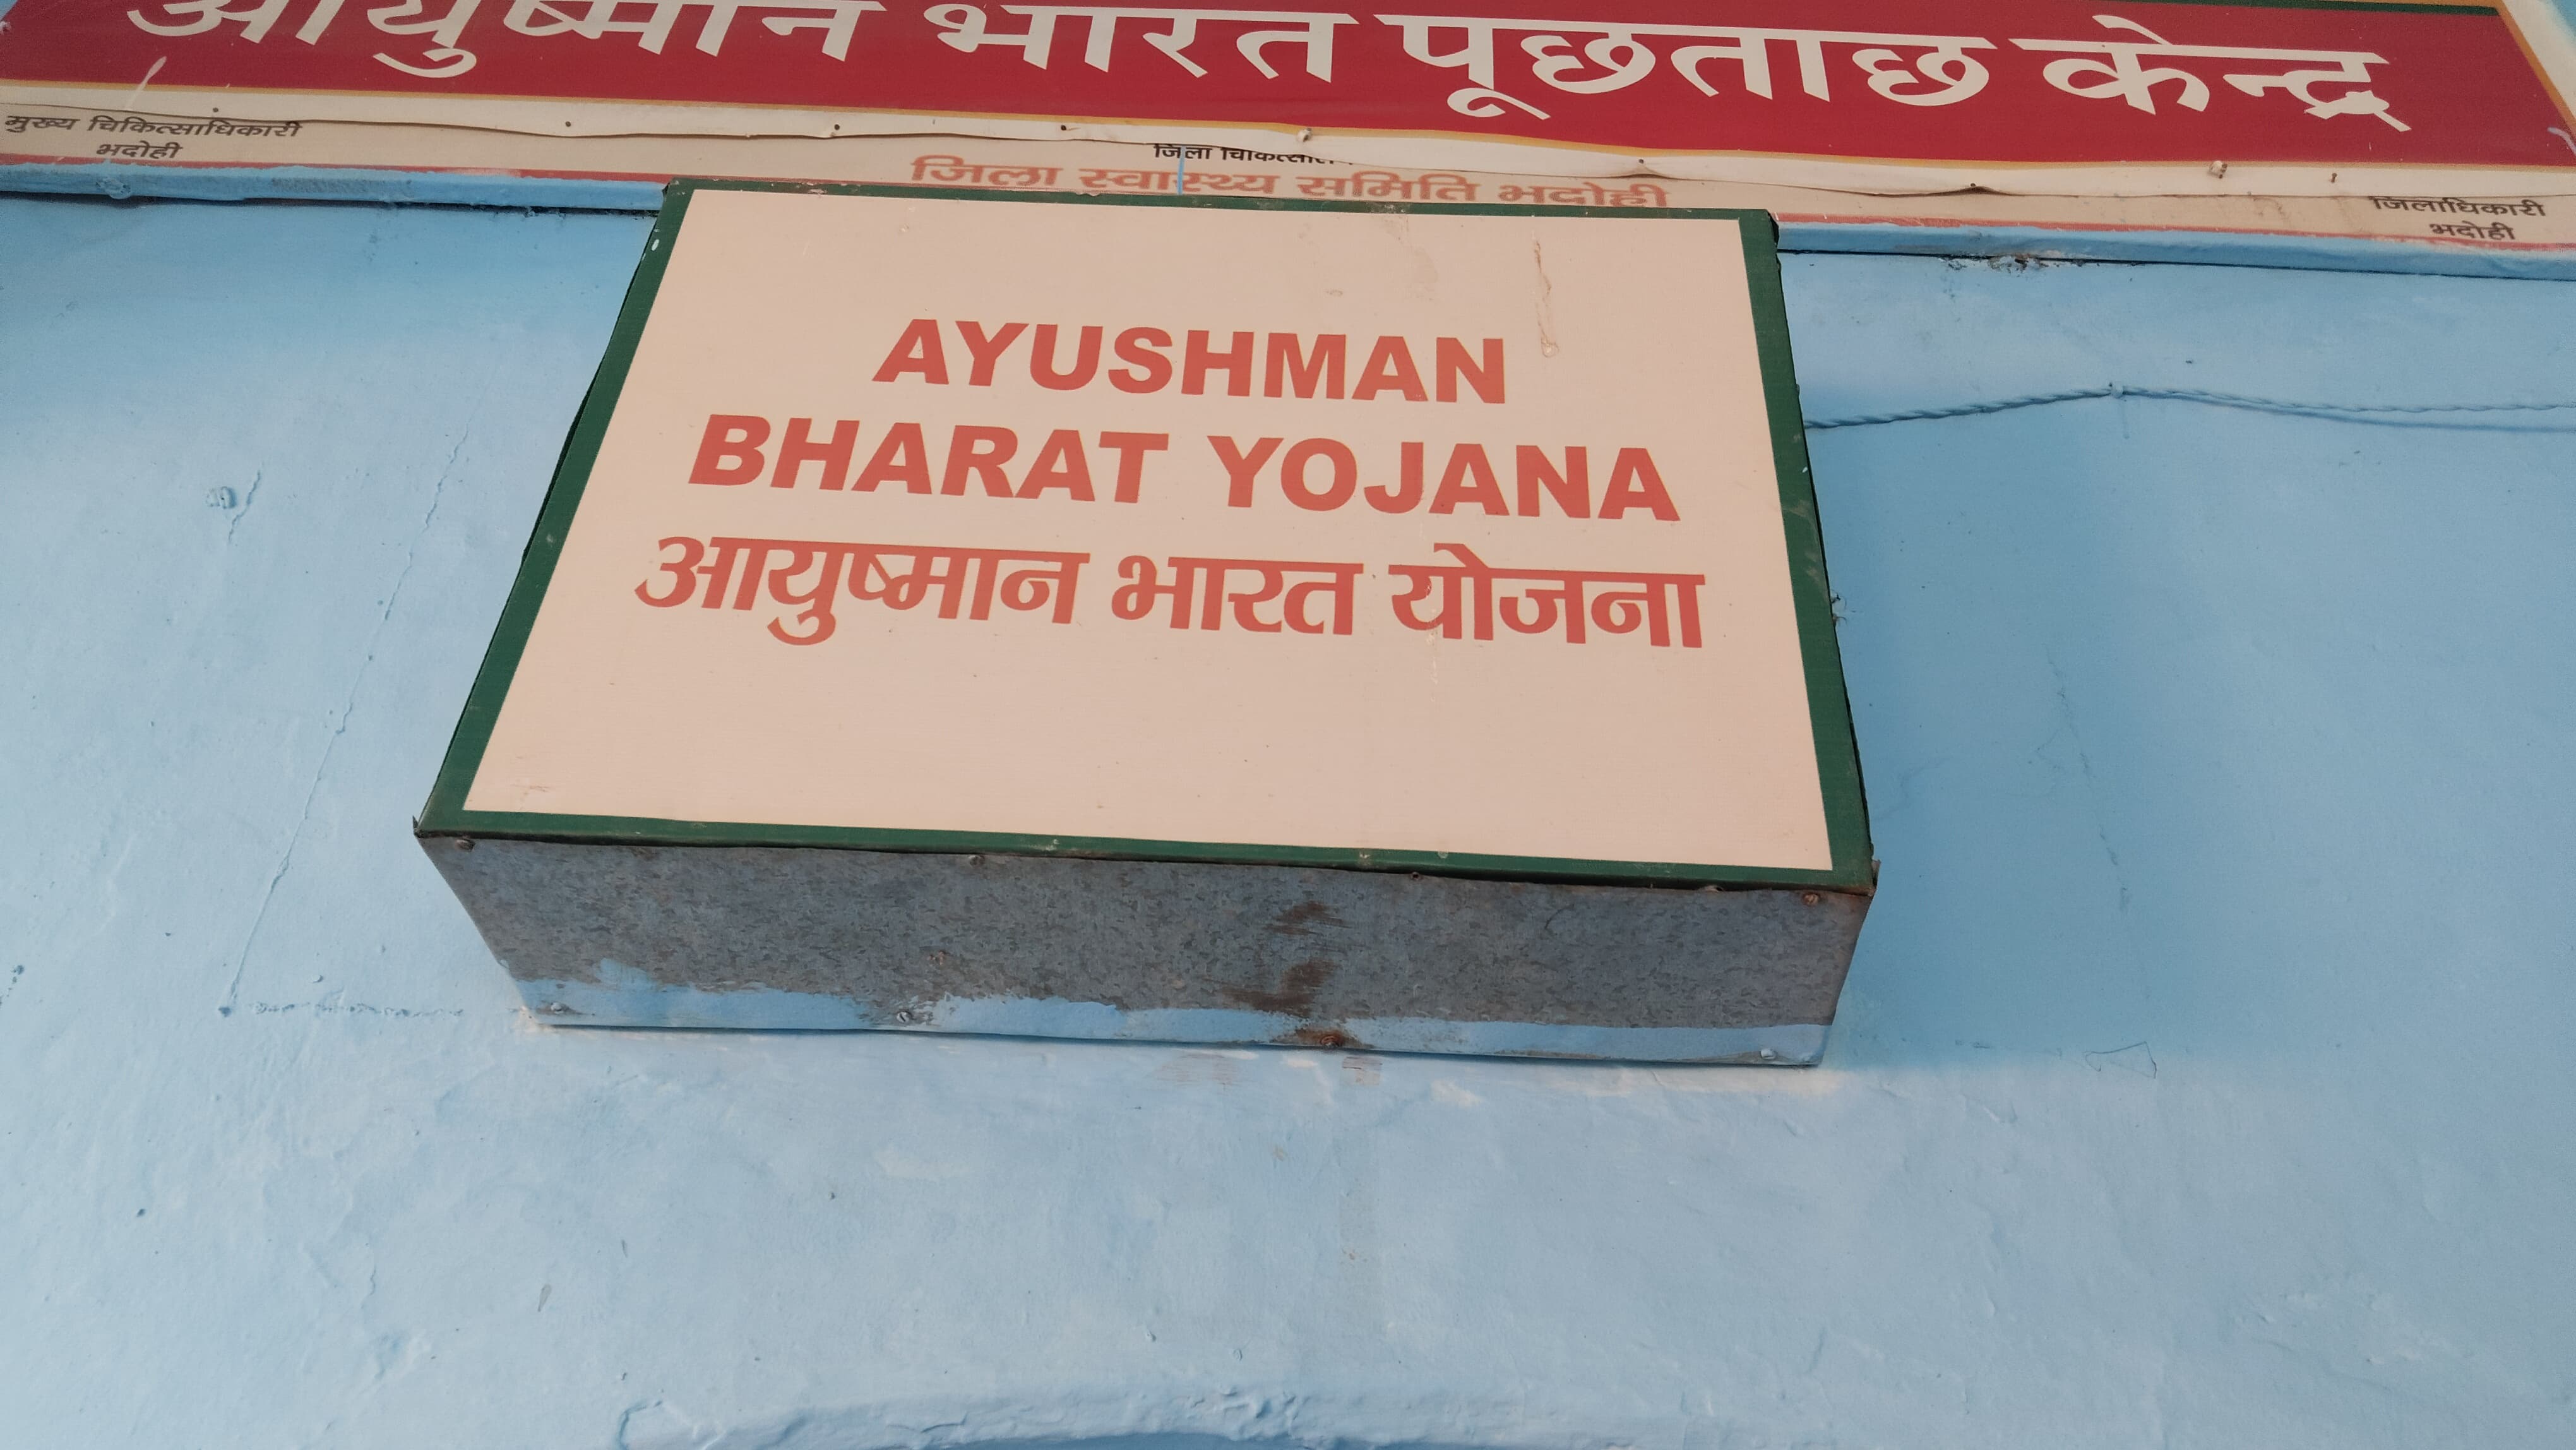 आयुष्मान भारत पूछताछ केन्द्र
मुख्य चिकित्साधिकारी
भदोही
जिला
जिला स्वास्थ्य समिति भदोही
जिलाधिकारी
भदोही
AYUSHMAN
BHARAT YOJANA
आयुष्मान भारत योजना